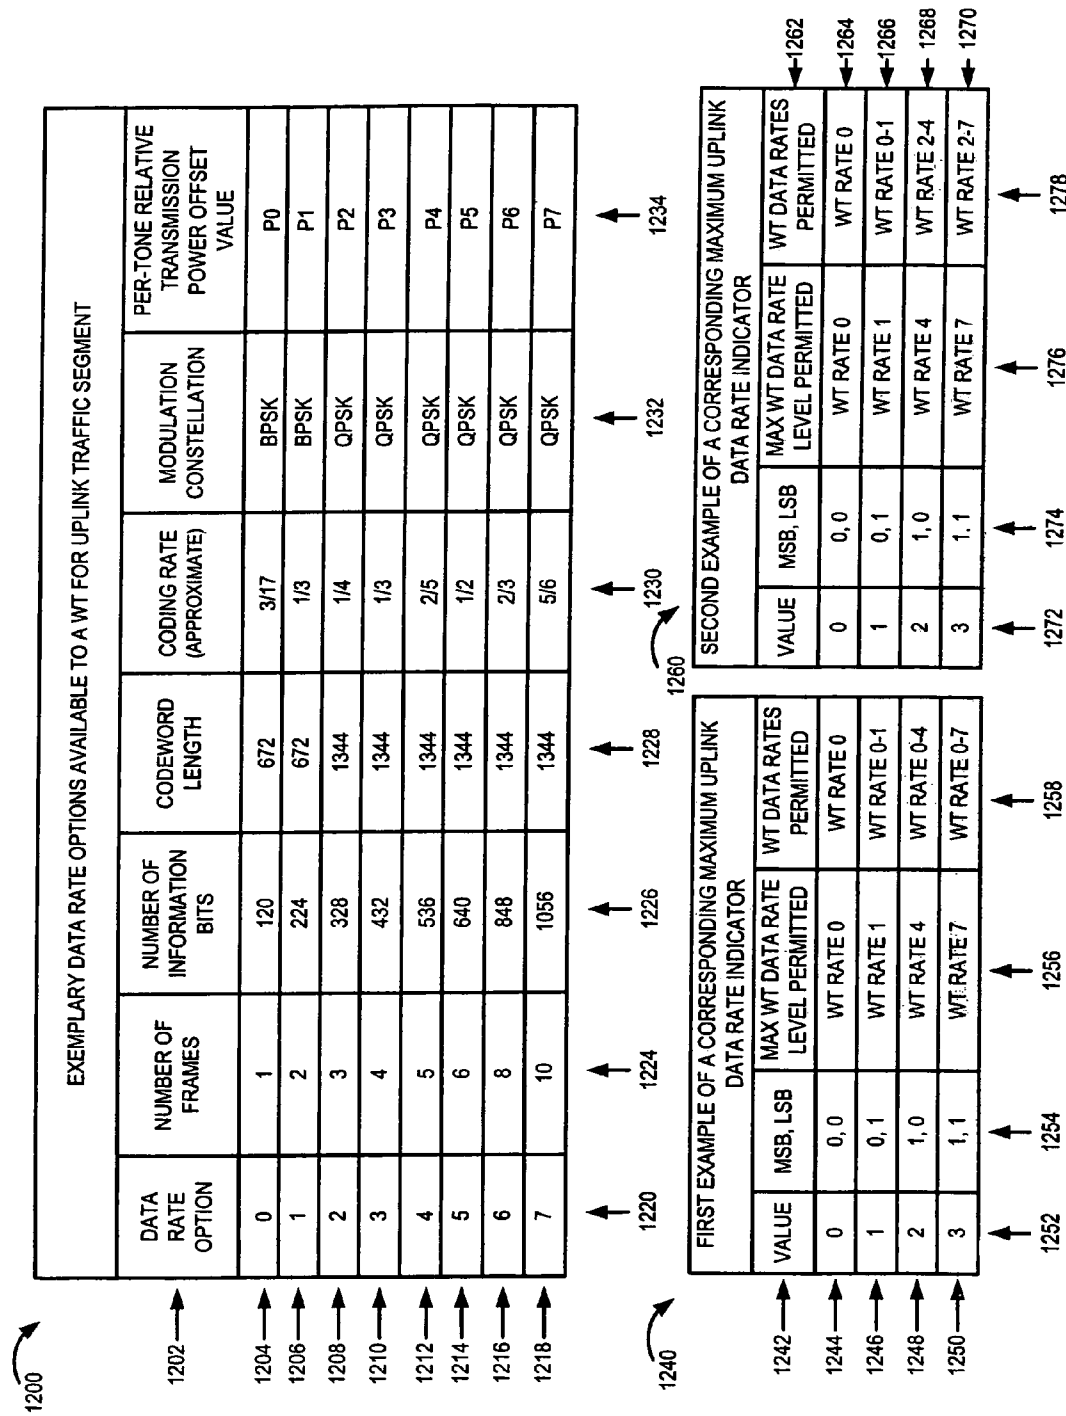 1200
EXEMPLARY DATA RATE OPTIONS AVAILABLE TO A WT FOR UPLINK TRAFFIC SEGMENT
1202 DATA RATE OPTION NUMBER OF FRAMES NUMBER OF INFORMATION BITS CODEWORD LENGTH CODING RATE (APPROXIMATE) MODULATION CONSTELLATION PER-TONE RELATIVE TRANSMISSION POWER OFFSET VALUE
1204 0 1 120 672 3/17 BPSK P0
1206 1 2 224 672 1/3 BPSK P1
1208 2 3 328 1344 1/4 QPSK P2
1210 3 4 432 1344 1/3 QPSK P3
1212 4 5 536 1344 2/5 QPSK P4
1214 5 6 640 1344 1/2 QPSK P5
1216 6 8 848 1344 2/3 QPSK P6
1218 7 10 1056 1344 5/6 QPSK P7
1220 1224 1226 1228 1230 1232 1234
1240
FIRST EXAMPLE OF A CORRESPONDING MAXIMUM UPLINK
DATA RATE INDICATOR
1242 VALUE MSB, LSB MAX WT DATA RATE LEVEL PERMITTED WT DATA RATES PERMITTED
1244 0 0, 0 WT RATE 0 WT RATE 0
1246 1 0, 1 WT RATE 1 WT RATE 0-1
1248 2 1, 0 WT RATE 4 WT RATE 0-4
1250 3 1, 1 WT RATE 7 WT RATE 0-7
1252 1254 1256 1258
1260
SECOND EXAMPLE OF A CORRESPONDING MAXIMUM UPLINK
DATA RATE INDICATOR
VALUE MSB, LSB MAX WT DATA RATE LEVEL PERMITTED WT DATA RATES PERMITTED 1262
0 0, 0 WT RATE 0 WT RATE 0 1264
1 0, 1 WT RATE 1 WT RATE 0-1 1266
2 1, 0 WT RATE 4 WT RATE 2-4 1268
3 1, 1 WT RATE 7 WT RATE 2-7 1270
1272 1274 1276 1278